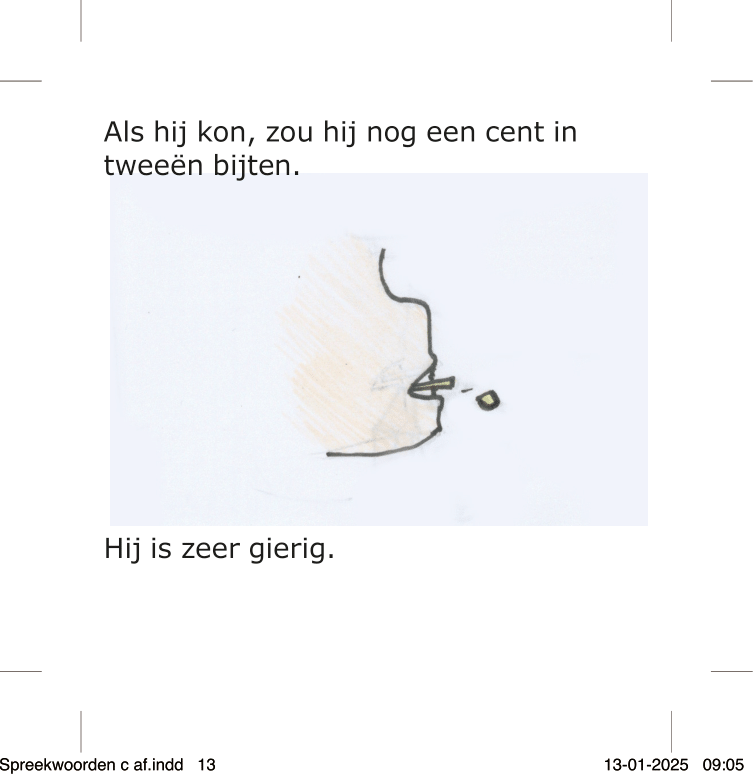 Als hij kon, zou hij nog een cent in
tweeën bijten.
Hij is zeer gierig.
Spreekwoorden c af.indd   13
13-01-2025   09:05